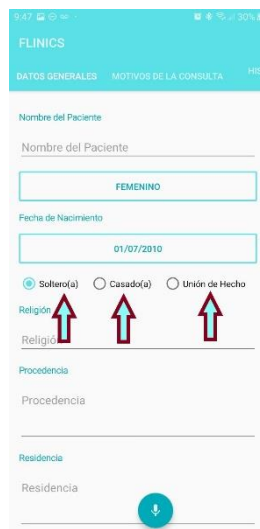 9:47 30%
FLINICS
DATOS GENERALES MOTIVOS DE LA CONSULTA HIS
Nombre del Paciente
Nombre del Paciente
FEMENINO
Fecha de Nacimiento
01/07/2010
Soltero(a) Casado(a) Unión de Hecho
Religión
Religión
Procedencia
Procedencia
Residencia
Residencia